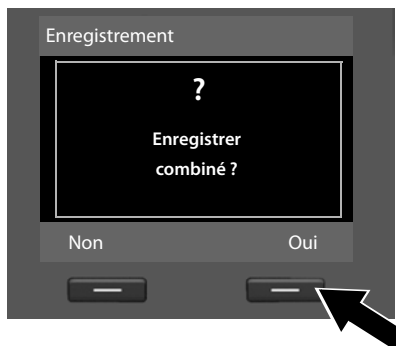 Enregistrement
?
Enregistrer
combiné ?
Non Oui